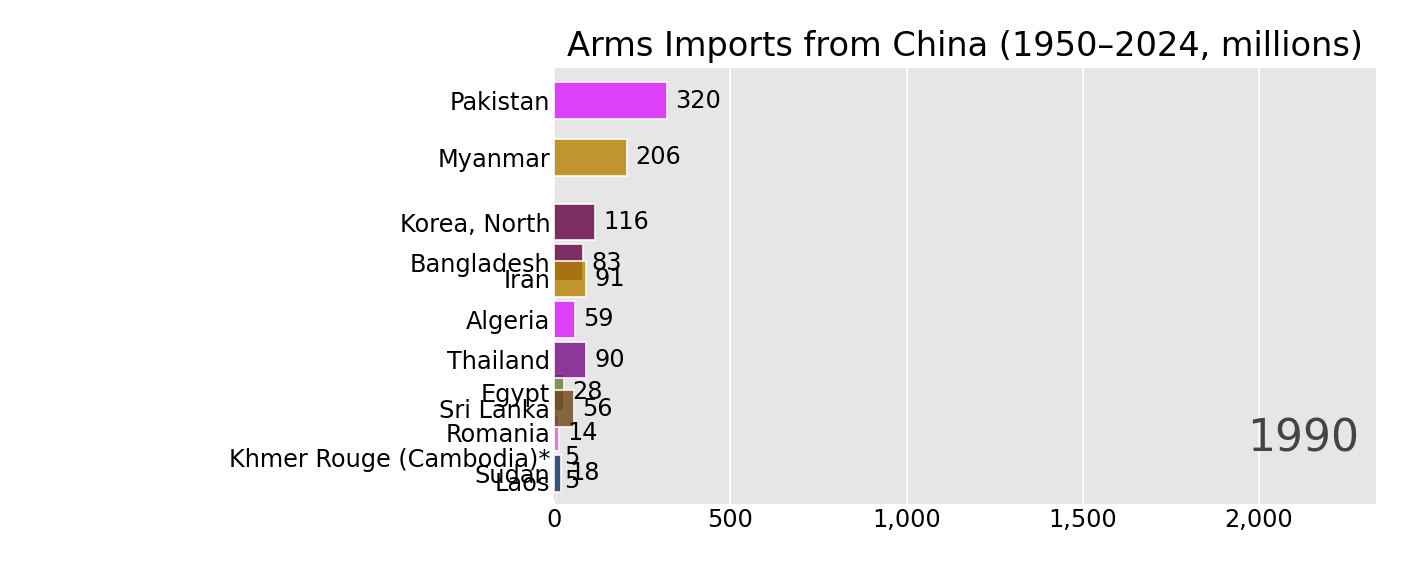 Arms Imports from China (1950–2024, millions)
Pakistan 320
Myanmar 206
Korea, North 116
Bangladesh 83
Iran 91
Algeria 59
Thailand 90
Egypt 28
Sri Lanka 56
Romania 14
Khmer Rouge (Cambodia)* 5
Sudan 18
Laos 5
1990
0 500 1,000 1,500 2,000